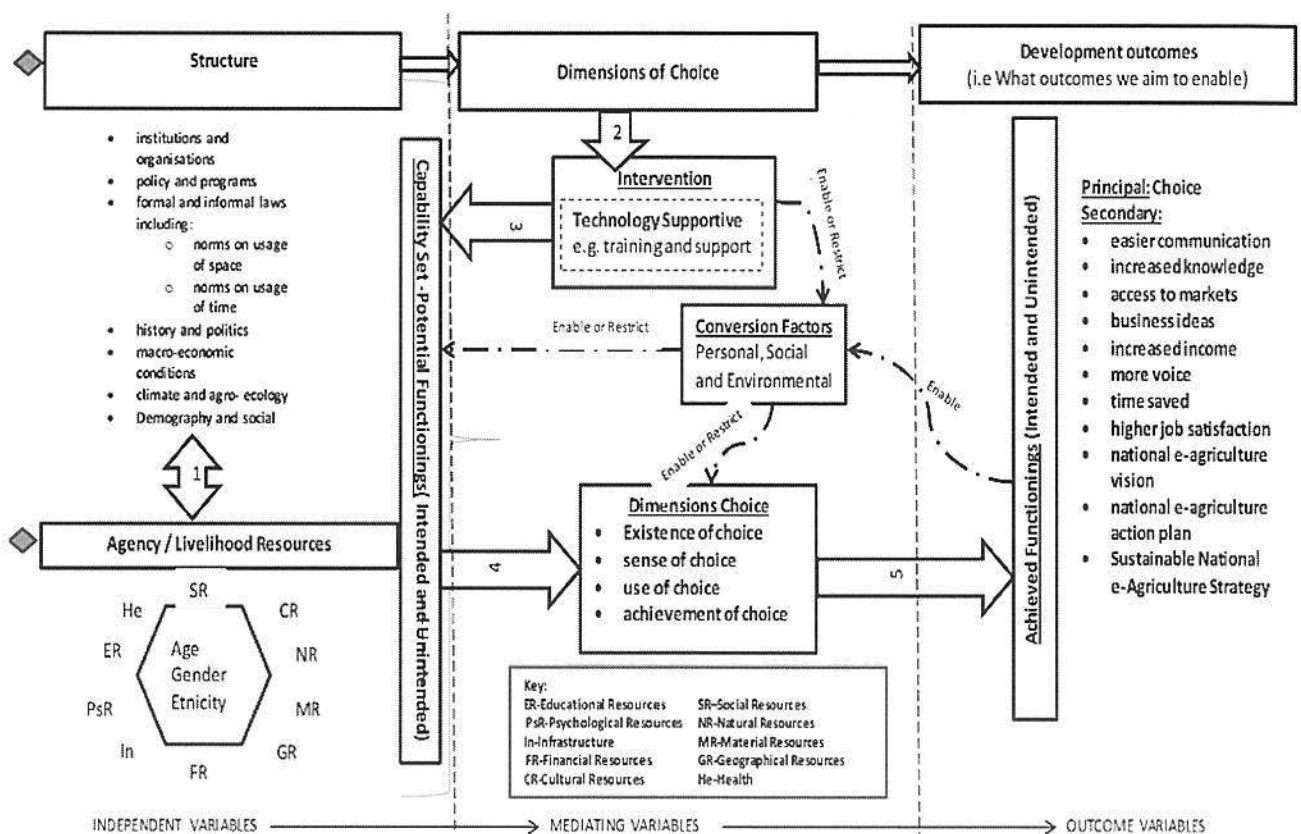 Structure
Dimensions of Choice
Development outcomes
(i.e What outcomes we aim to enable)
• institutions and
organisations
• policy and programs
• formal and informal laws
including:
o norms on usage
of space
o norms on usage
of time
• history and politics
• macro-economic
conditions
• climate and agro- ecology
• Demography and social
1
Agency / Livelihood Resources
SR
He
CR
ER
NR
PsR
MR
In
GR
FR
Age
Gender
Etnicity
Capability Set -Potential Functionings( Intended and Unintended)
2
Intervention
Technology Supportive
e.g. training and support
3
Enable or Restrict
Conversion Factors
Personal, Social
and Environmental
Enable or Restrict
Enable or Restrict
Enable
4
Dimensions Choice
• Existence of choice
• sense of choice
• use of choice
• achievement of choice
5
Key:
ER-Educational Resources SR-Social Resources
PsR-Psychological Resources NR-Natural Resources
In-Infrastructure MR-Material Resources
FR-Financial Resources GR-Geographical Resources
CR-Cultural Resources He-Health
Achieved Functionings (Intended and Unintended)
Principal: Choice
Secondary:
• easier communication
• increased knowledge
• access to markets
• business ideas
• increased income
• more voice
• time saved
• higher job satisfaction
• national e-agriculture
vision
• national e-agriculture
action plan
• Sustainable National
e-Agriculture Strategy
INDEPENDENT VARIABLES
MEDIATING VARIABLES
OUTCOME VARIABLES